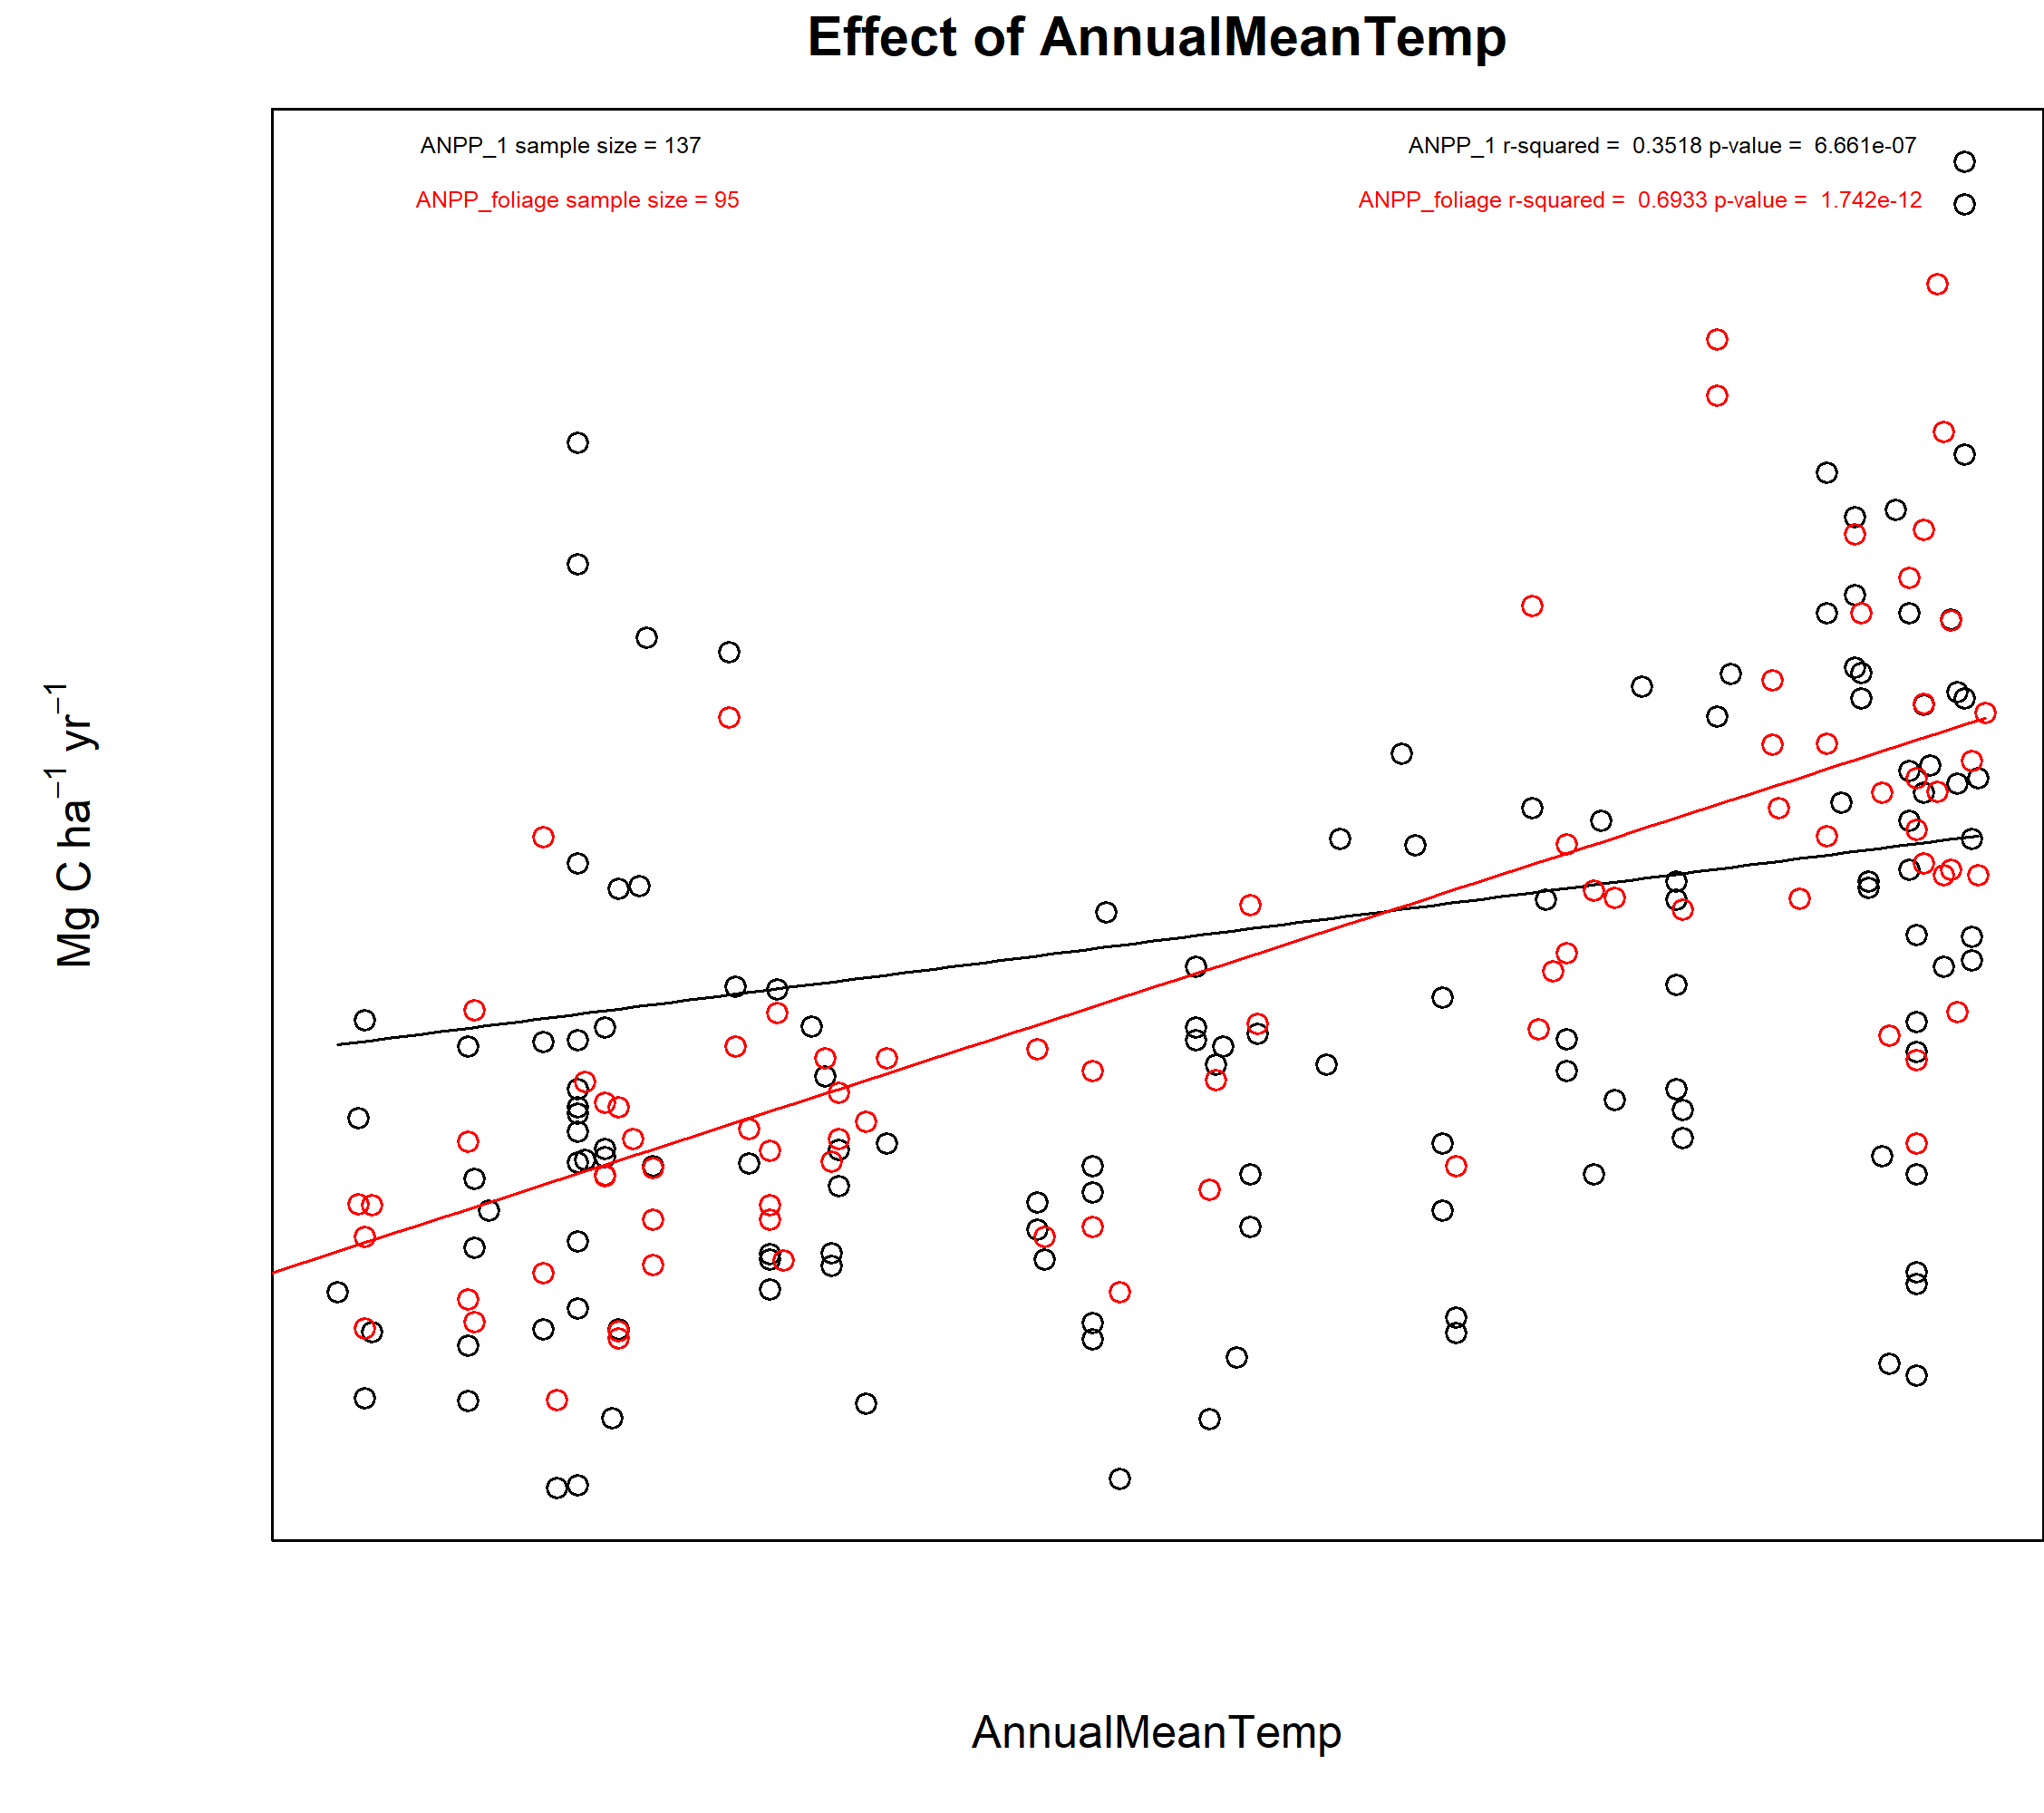 Effect of AnnualMeanTemp
ANPP_1 sample size = 137
ANPP_1 r-squared = 0.3518 p-value = 6.661e-07
ANPP_foliage sample size = 95
ANPP_foliage r-squared = 0.6933 p-value = 1.742e-12
Mg C ha⁻¹ yr⁻¹
AnnualMeanTemp